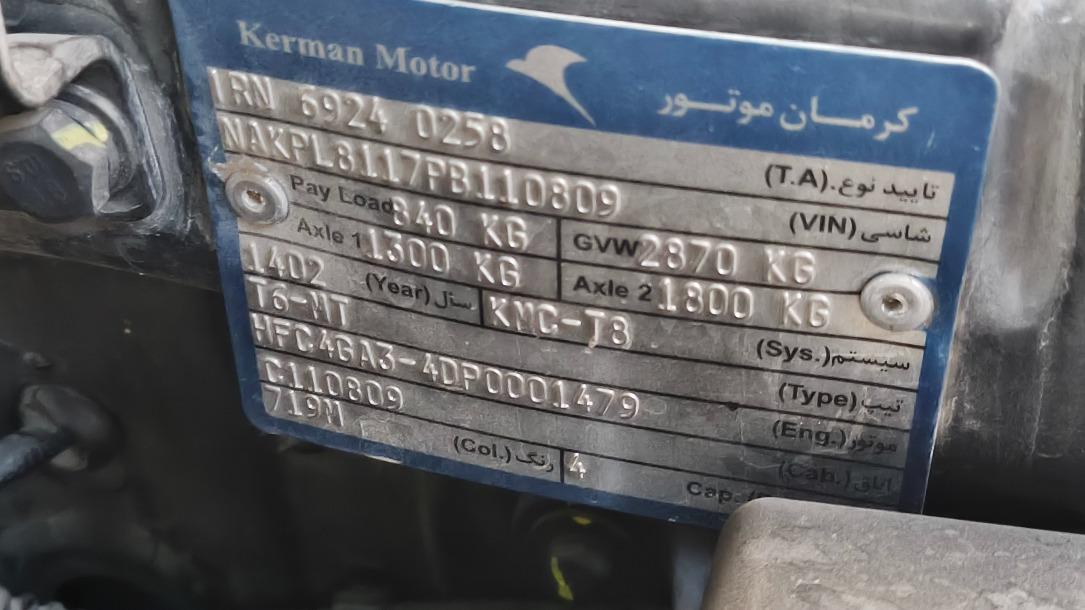 Kerman Motor کرمان موتور
IRN 6924 0258 تایید نوع.(T.A)
NAKPL8117PB110809 شاسی (VIN)
Pay Load 840 KG GVW 2870 KG
Axle 1 1300 KG Axle 2 1800 KG
1402 سال (Year) KMC-T8 سیستم (Sys.)
T6-MT تیپ (Type)
HFC4GA3-4DP0001479 موتور (Eng.)
C110809 اتاق (Cab.)
719M رنگ (Col.) 4 Cap.